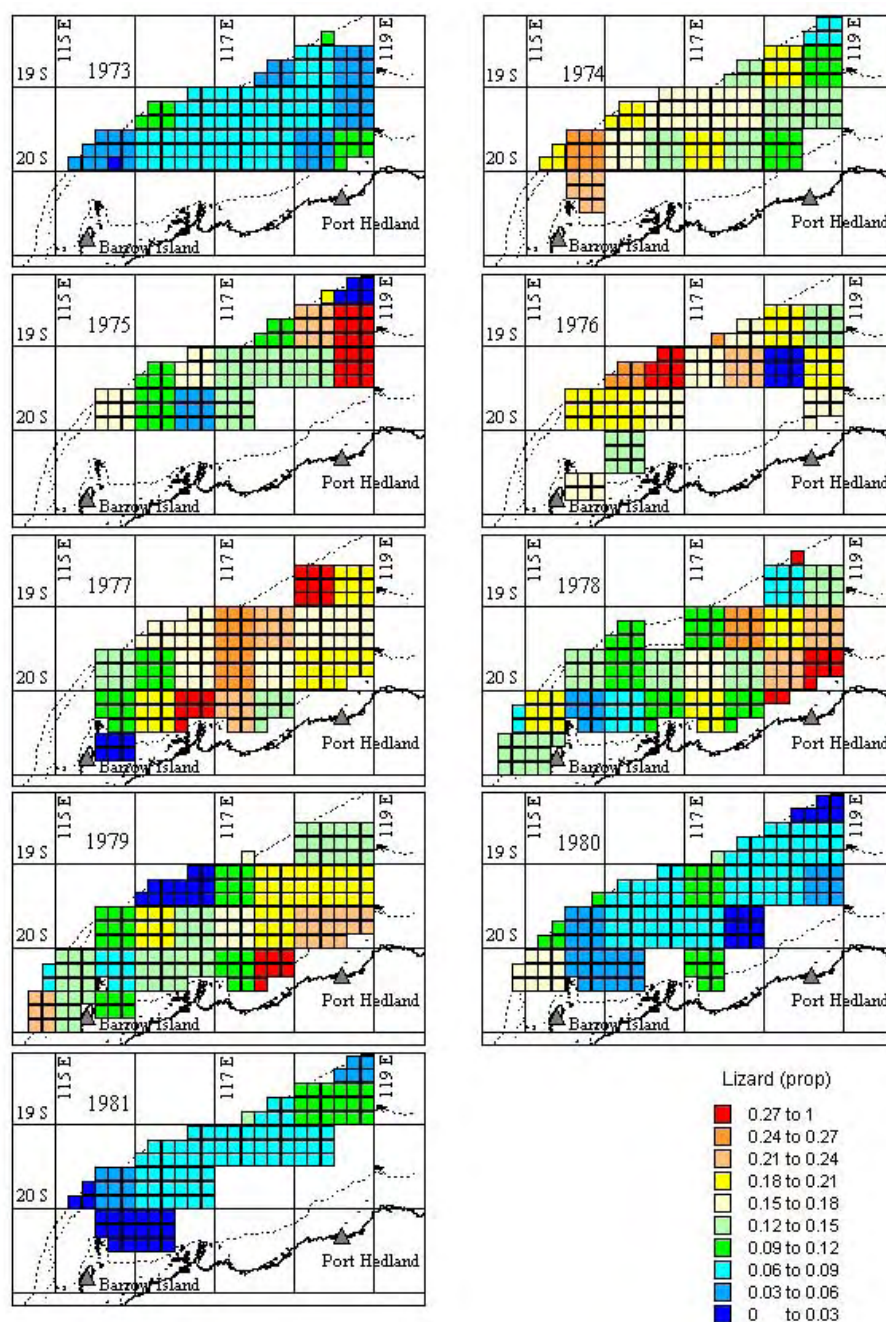 115 E
117 E
119 E
19 S
1973
20 S
Barrow Island
Port Hedland
115 E
117 E
119 E
19 S
1974
20 S
Barrow Island
Port Hedland
115 E
117 E
119 E
19 S
1975
20 S
Barrow Island
Port Hedland
115 E
117 E
119 E
19 S
1976
20 S
Barrow Island
Port Hedland
115 E
117 E
119 E
19 S
1977
20 S
Barrow Island
Port Hedland
115 E
117 E
119 E
19 S
1978
20 S
Barrow Island
Port Hedland
115 E
117 E
119 E
19 S
1979
20 S
Barrow Island
Port Hedland
115 E
117 E
119 E
19 S
1980
20 S
Barrow Island
Port Hedland
115 E
117 E
119 E
19 S
1981
20 S
Barrow Island
Port Hedland
Lizard (prop)
0.27 to 1
0.24 to 0.27
0.21 to 0.24
0.18 to 0.21
0.15 to 0.18
0.12 to 0.15
0.09 to 0.12
0.06 to 0.09
0.03 to 0.06
0 to 0.03